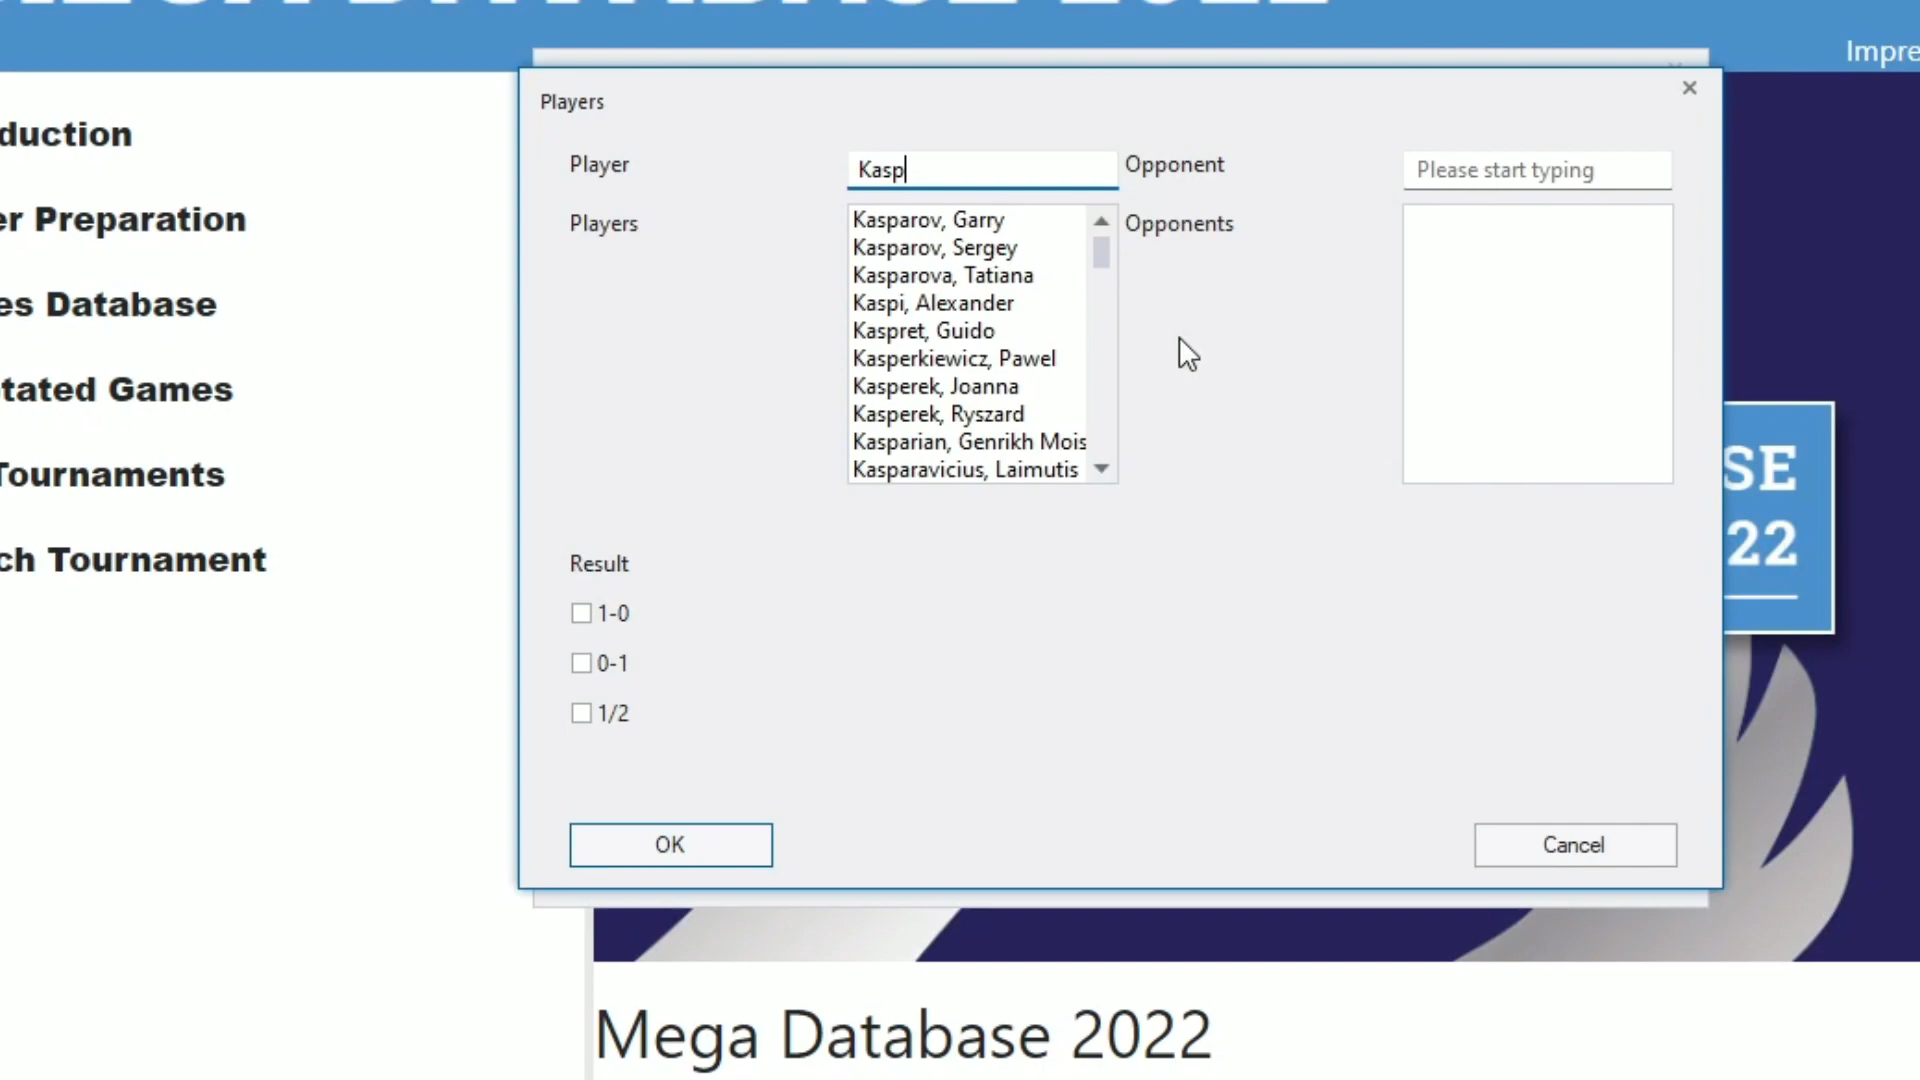 Impre
Players
Player
Kasp
Opponent
Please start typing
Players
Kasparov, Garry
Kasparov, Sergey
Kasparova, Tatiana
Kaspi, Alexander
Kaspret, Guido
Kasperkiewicz, Pawel
Kasperek, Joanna
Kasperek, Ryszard
Kasparian, Genrikh Mois
Kasparavicius, Laimutis
Opponents
Result
1-0
0-1
1/2
OK
Cancel
duction
er Preparation
es Database
tated Games
Tournaments
ch Tournament
SE
22
Mega Database 2022